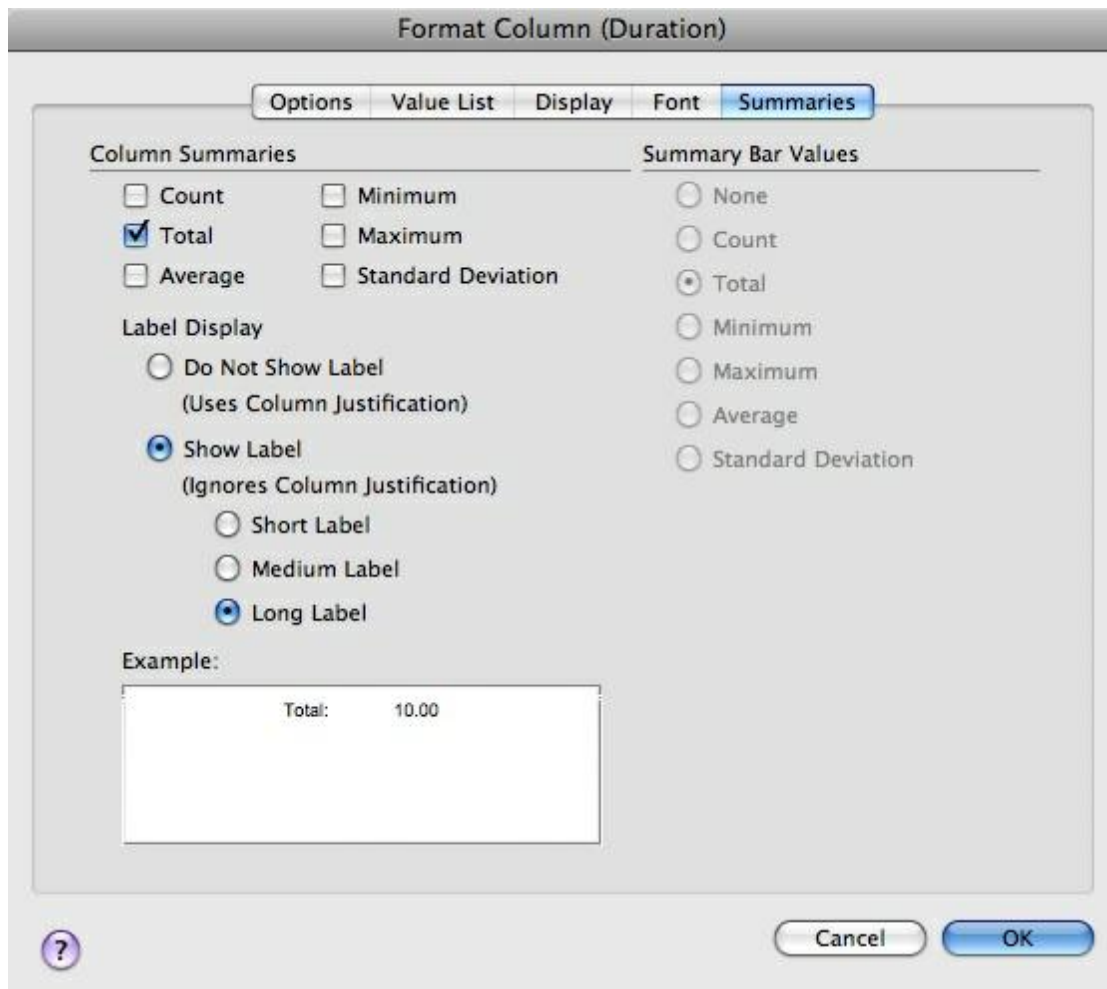 Format Column (Duration)
Options Value List Display Font Summaries
Column Summaries
Count Minimum
Total Maximum
Average Standard Deviation
Label Display
Do Not Show Label
(Uses Column Justification)
Show Label
(Ignores Column Justification)
Short Label
Medium Label
Long Label
Example:
Total: 10.00
Summary Bar Values
None
Count
Total
Minimum
Maximum
Average
Standard Deviation
?
Cancel OK